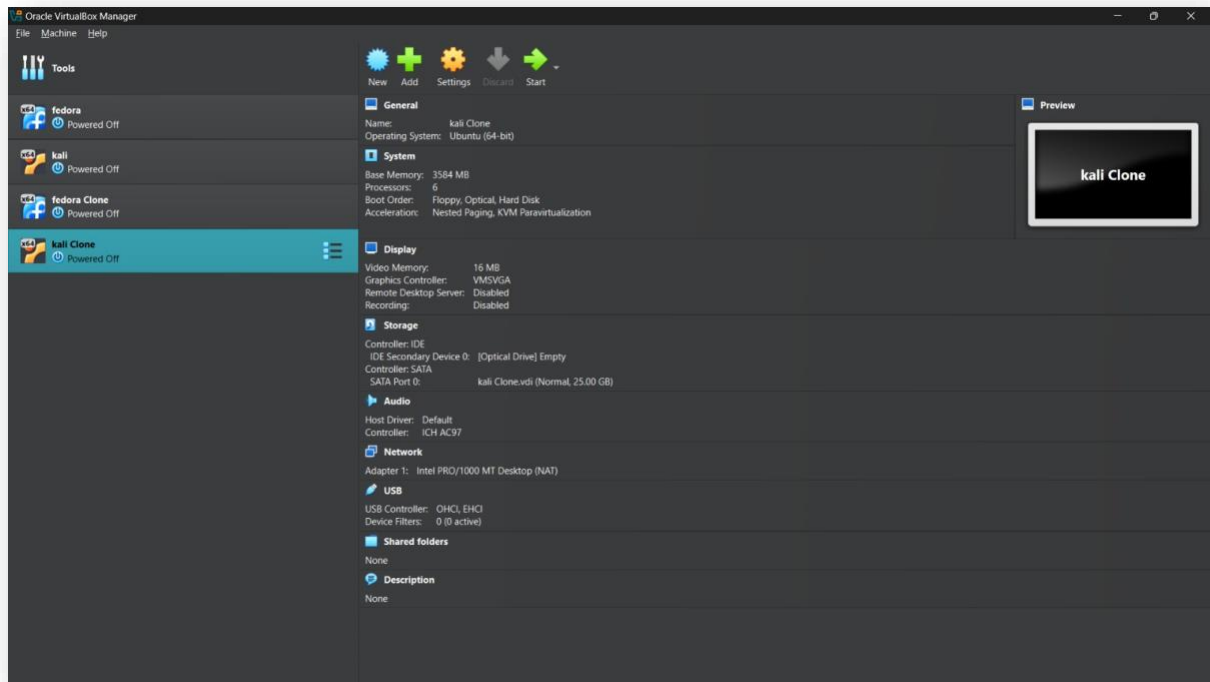 Oracle VirtualBox Manager
File Machine Help
Tools
New Add Settings Discard Start
x64 fedora
Powered Off
x64 kali
Powered Off
x64 fedora Clone
Powered Off
x64 kali Clone
Powered Off
General
Name: kali Clone
Operating System: Ubuntu (64-bit)
System
Base Memory: 3584 MB
Processors: 6
Boot Order: Floppy, Optical, Hard Disk
Acceleration: Nested Paging, KVM Paravirtualization
Display
Video Memory: 16 MB
Graphics Controller: VMSVGA
Remote Desktop Server: Disabled
Recording: Disabled
Storage
Controller: IDE
IDE Secondary Device 0: [Optical Drive] Empty
Controller: SATA
SATA Port 0: kali Clone.vdi (Normal, 25.00 GB)
Audio
Host Driver: Default
Controller: ICH AC97
Network
Adapter 1: Intel PRO/1000 MT Desktop (NAT)
USB
USB Controller: OHCI, EHCI
Device Filters: 0 (0 active)
Shared folders
None
Description
None
Preview
kali Clone